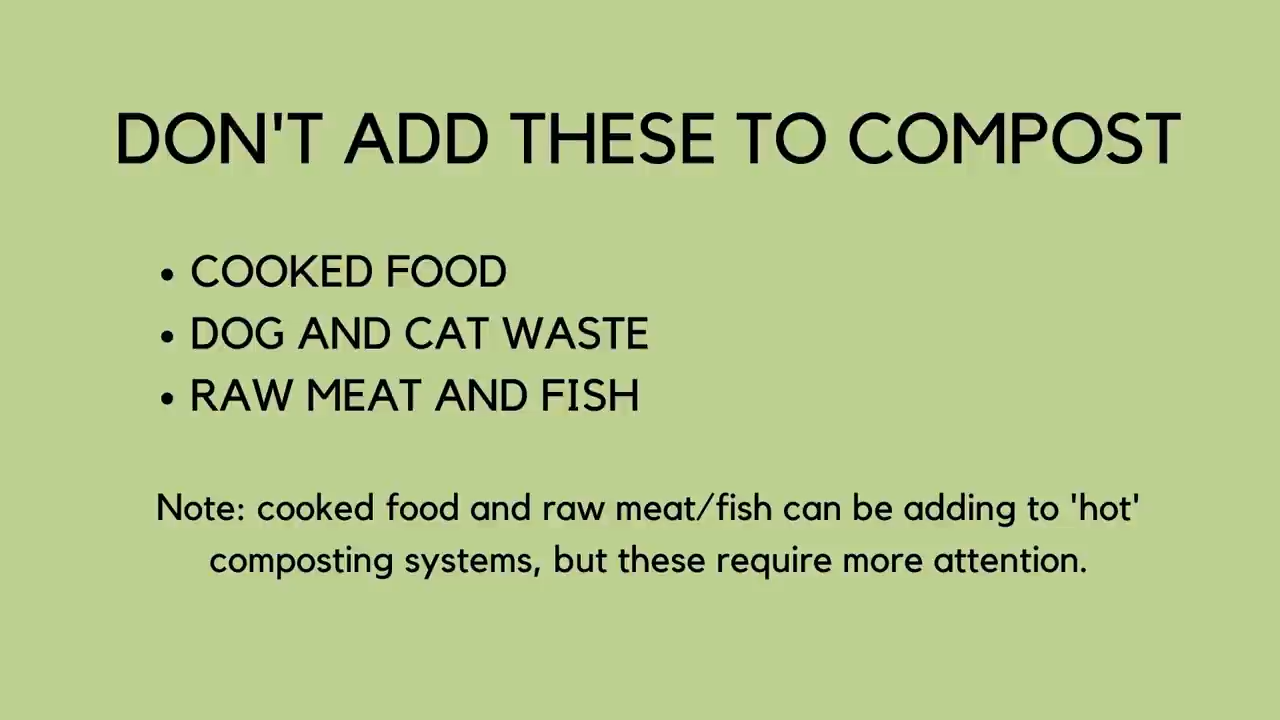 DON'T ADD THESE TO COMPOST
• COOKED FOOD
• DOG AND CAT WASTE
• RAW MEAT AND FISH
Note: cooked food and raw meat/fish can be adding to 'hot'
composting systems, but these require more attention.